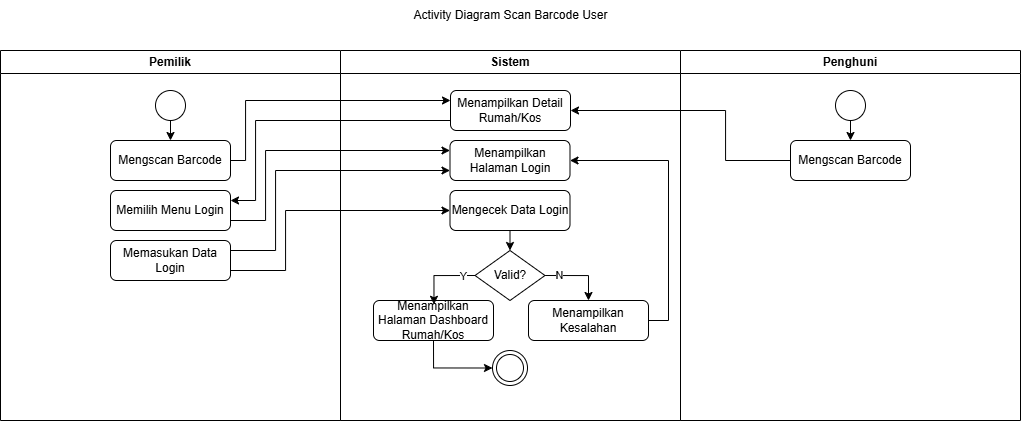 Activity Diagram Scan Barcode User
Pemilik
Sistem
Penghuni
Mengscan Barcode
Menampilkan Detail
Rumah/Kos
Mengscan Barcode
Menampilkan
Halaman Login
Memilih Menu Login
Mengecek Data Login
Memasukan Data
Login
Valid?
Y
N
Menampilkan
Halaman Dashboard
Rumah/Kos
Menampilkan
Kesalahan